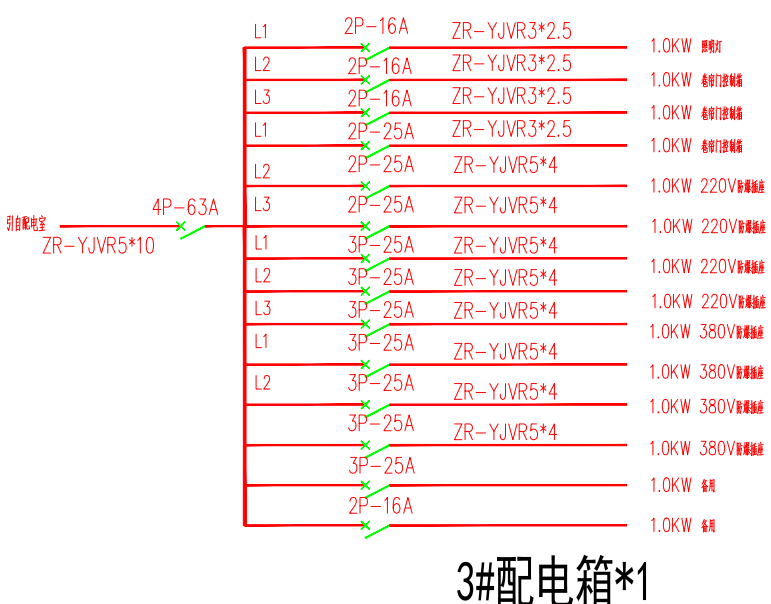 L1 2P-16A ZR-YJVR3*2.5 1.0KW 照明灯
L2 2P-16A ZR-YJVR3*2.5 1.0KW 卷帘门控制箱
L3 2P-16A ZR-YJVR3*2.5 1.0KW 卷帘门控制箱
L1 2P-25A ZR-YJVR3*2.5 1.0KW 卷帘门控制箱
L2 2P-25A ZR-YJVR5*4 1.0KW 220V防爆插座
L3 2P-25A ZR-YJVR5*4 1.0KW 220V防爆插座
引自配电室 ZR-YJVR5*10 4P-63A
L1 3P-25A ZR-YJVR5*4 1.0KW 220V防爆插座
L2 3P-25A ZR-YJVR5*4 1.0KW 220V防爆插座
L3 3P-25A ZR-YJVR5*4 1.0KW 380V防爆插座
L1 3P-25A ZR-YJVR5*4 1.0KW 380V防爆插座
L2 3P-25A ZR-YJVR5*4 1.0KW 380V防爆插座
3P-25A ZR-YJVR5*4 1.0KW 380V防爆插座
3P-25A 1.0KW 备用
2P-16A 1.0KW 备用
3#配电箱*1